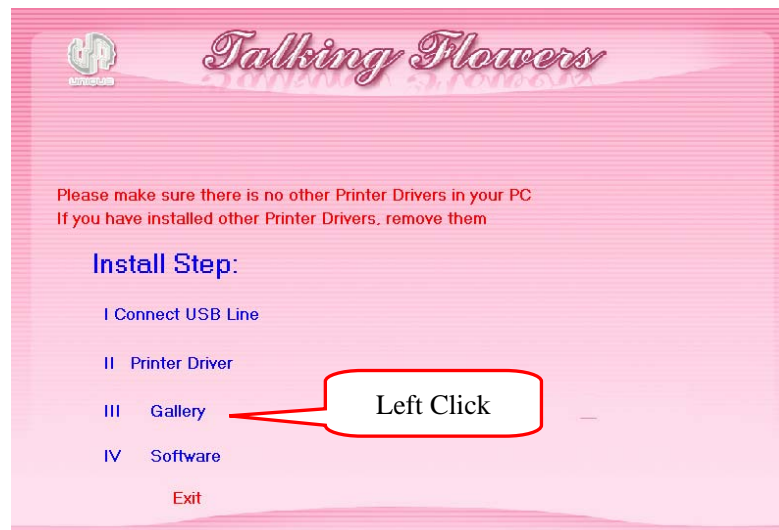 Talking Flowers
UNIQUE
Please make sure there is no other Printer Drivers in your PC
If you have installed other Printer Drivers, remove them
Install Step:
I Connect USB Line
II Printer Driver
III Gallery
Left Click
IV Software
Exit